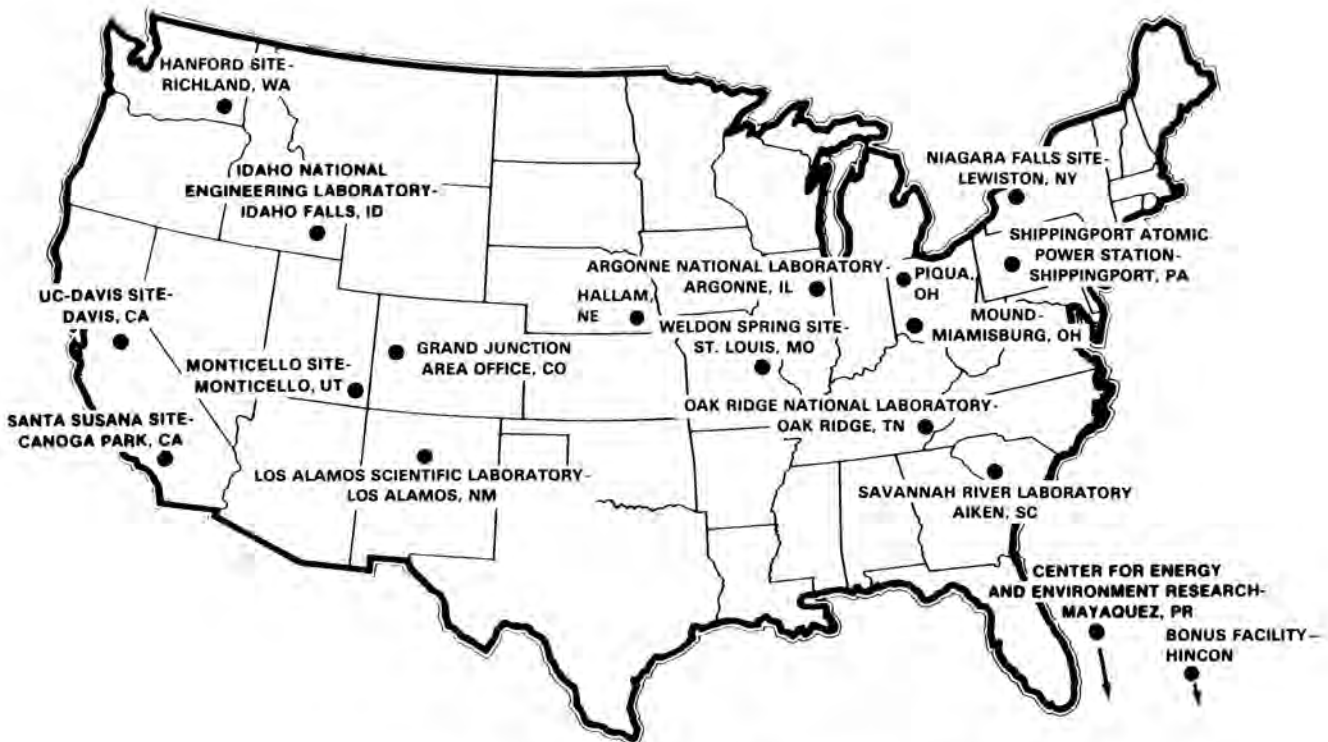 HANFORD SITE-
RICHLAND, WA
IDAHO NATIONAL
ENGINEERING LABORATORY-
IDAHO FALLS, ID
NIAGARA FALLS SITE-
LEWISTON, NY
SHIPPINGPORT ATOMIC
POWER STATION-
SHIPPINGPORT, PA
ARGONNE NATIONAL LABORATORY-
ARGONNE, IL
PIQUA,
OH
HALLAM,
NE
UC-DAVIS SITE-
DAVIS, CA
MOUND-
MIAMISBURG, OH
WELDON SPRING SITE-
ST. LOUIS, MO
GRAND JUNCTION
AREA OFFICE, CO
MONTICELLO SITE-
MONTICELLO, UT
OAK RIDGE NATIONAL LABORATORY-
OAK RIDGE, TN
SANTA SUSANA SITE-
CANOGA PARK, CA
LOS ALAMOS SCIENTIFIC LABORATORY-
LOS ALAMOS, NM
SAVANNAH RIVER LABORATORY
AIKEN, SC
CENTER FOR ENERGY
AND ENVIRONMENT RESEARCH-
MAYAQUEZ, PR
BONUS FACILITY-
HINCON